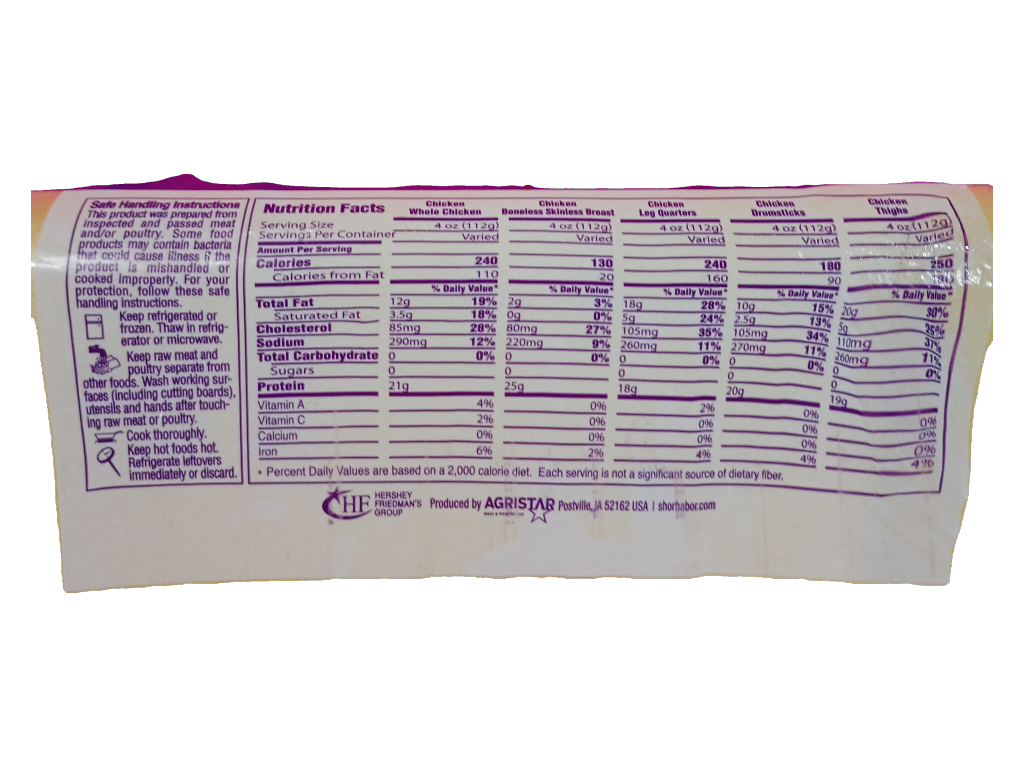 Safe Handling Instructions
This product was prepared from
inspected and passed meat
and/or poultry. Some food
products may contain bacteria
that could cause illness if the
product is mishandled or
cooked improperly. For your
protection, follow these safe
handling instructions.
Keep refrigerated or
frozen. Thaw in refrig-
erator or microwave.
Keep raw meat and
poultry separate from
other foods. Wash working sur-
faces (including cutting boards),
utensils and hands after touch-
ing raw meat or poultry.
Cook thoroughly.
Keep hot foods hot.
Refrigerate leftovers
immediately or discard.
Nutrition Facts Chicken Whole Chicken Chicken Boneless Skinless Breast Chicken Leg Quarters Chicken Drumsticks Chicken Thighs
Serving Size 4 oz (112g) 4 oz (112g) 4 oz (112g) 4 oz (112g) 4 oz (112g)
Servings Per Container Varied Varied Varied Varied Varied
Amount Per Serving
Calories 240 130 240 180 250
Calories from Fat 110 20 160 90
% Daily Value* % Daily Value* % Daily Value* % Daily Value* % Daily Value*
Total Fat 12g 19% 2g 3% 18g 28% 10g 15% 20g 30%
Saturated Fat 3.5g 18% 0g 0% 5g 24% 2.5g 13% 5g 25%
Cholesterol 85mg 28% 80mg 27% 105mg 35% 105mg 34% 110mg 37%
Sodium 290mg 12% 220mg 9% 260mg 11% 270mg 11% 260mg 11%
Total Carbohydrate 0 0% 0 0% 0 0% 0 0% 0 0%
Sugars 0 0 0 0 0
Protein 21g 25g 18g 20g 19g
Vitamin A 4% 0% 2% 0% 0%
Vitamin C 2% 0% 0% 0% 0%
Calcium 0% 0% 0% 0% 0%
Iron 6% 2% 4% 4% 4%
• Percent Daily Values are based on a 2,000 calorie diet. Each serving is not a significant source of dietary fiber.
HF HERSHEY FRIEDMAN'S GROUP Produced by AGRISTAR Postville, IA 52162 USA | shorhabor.com